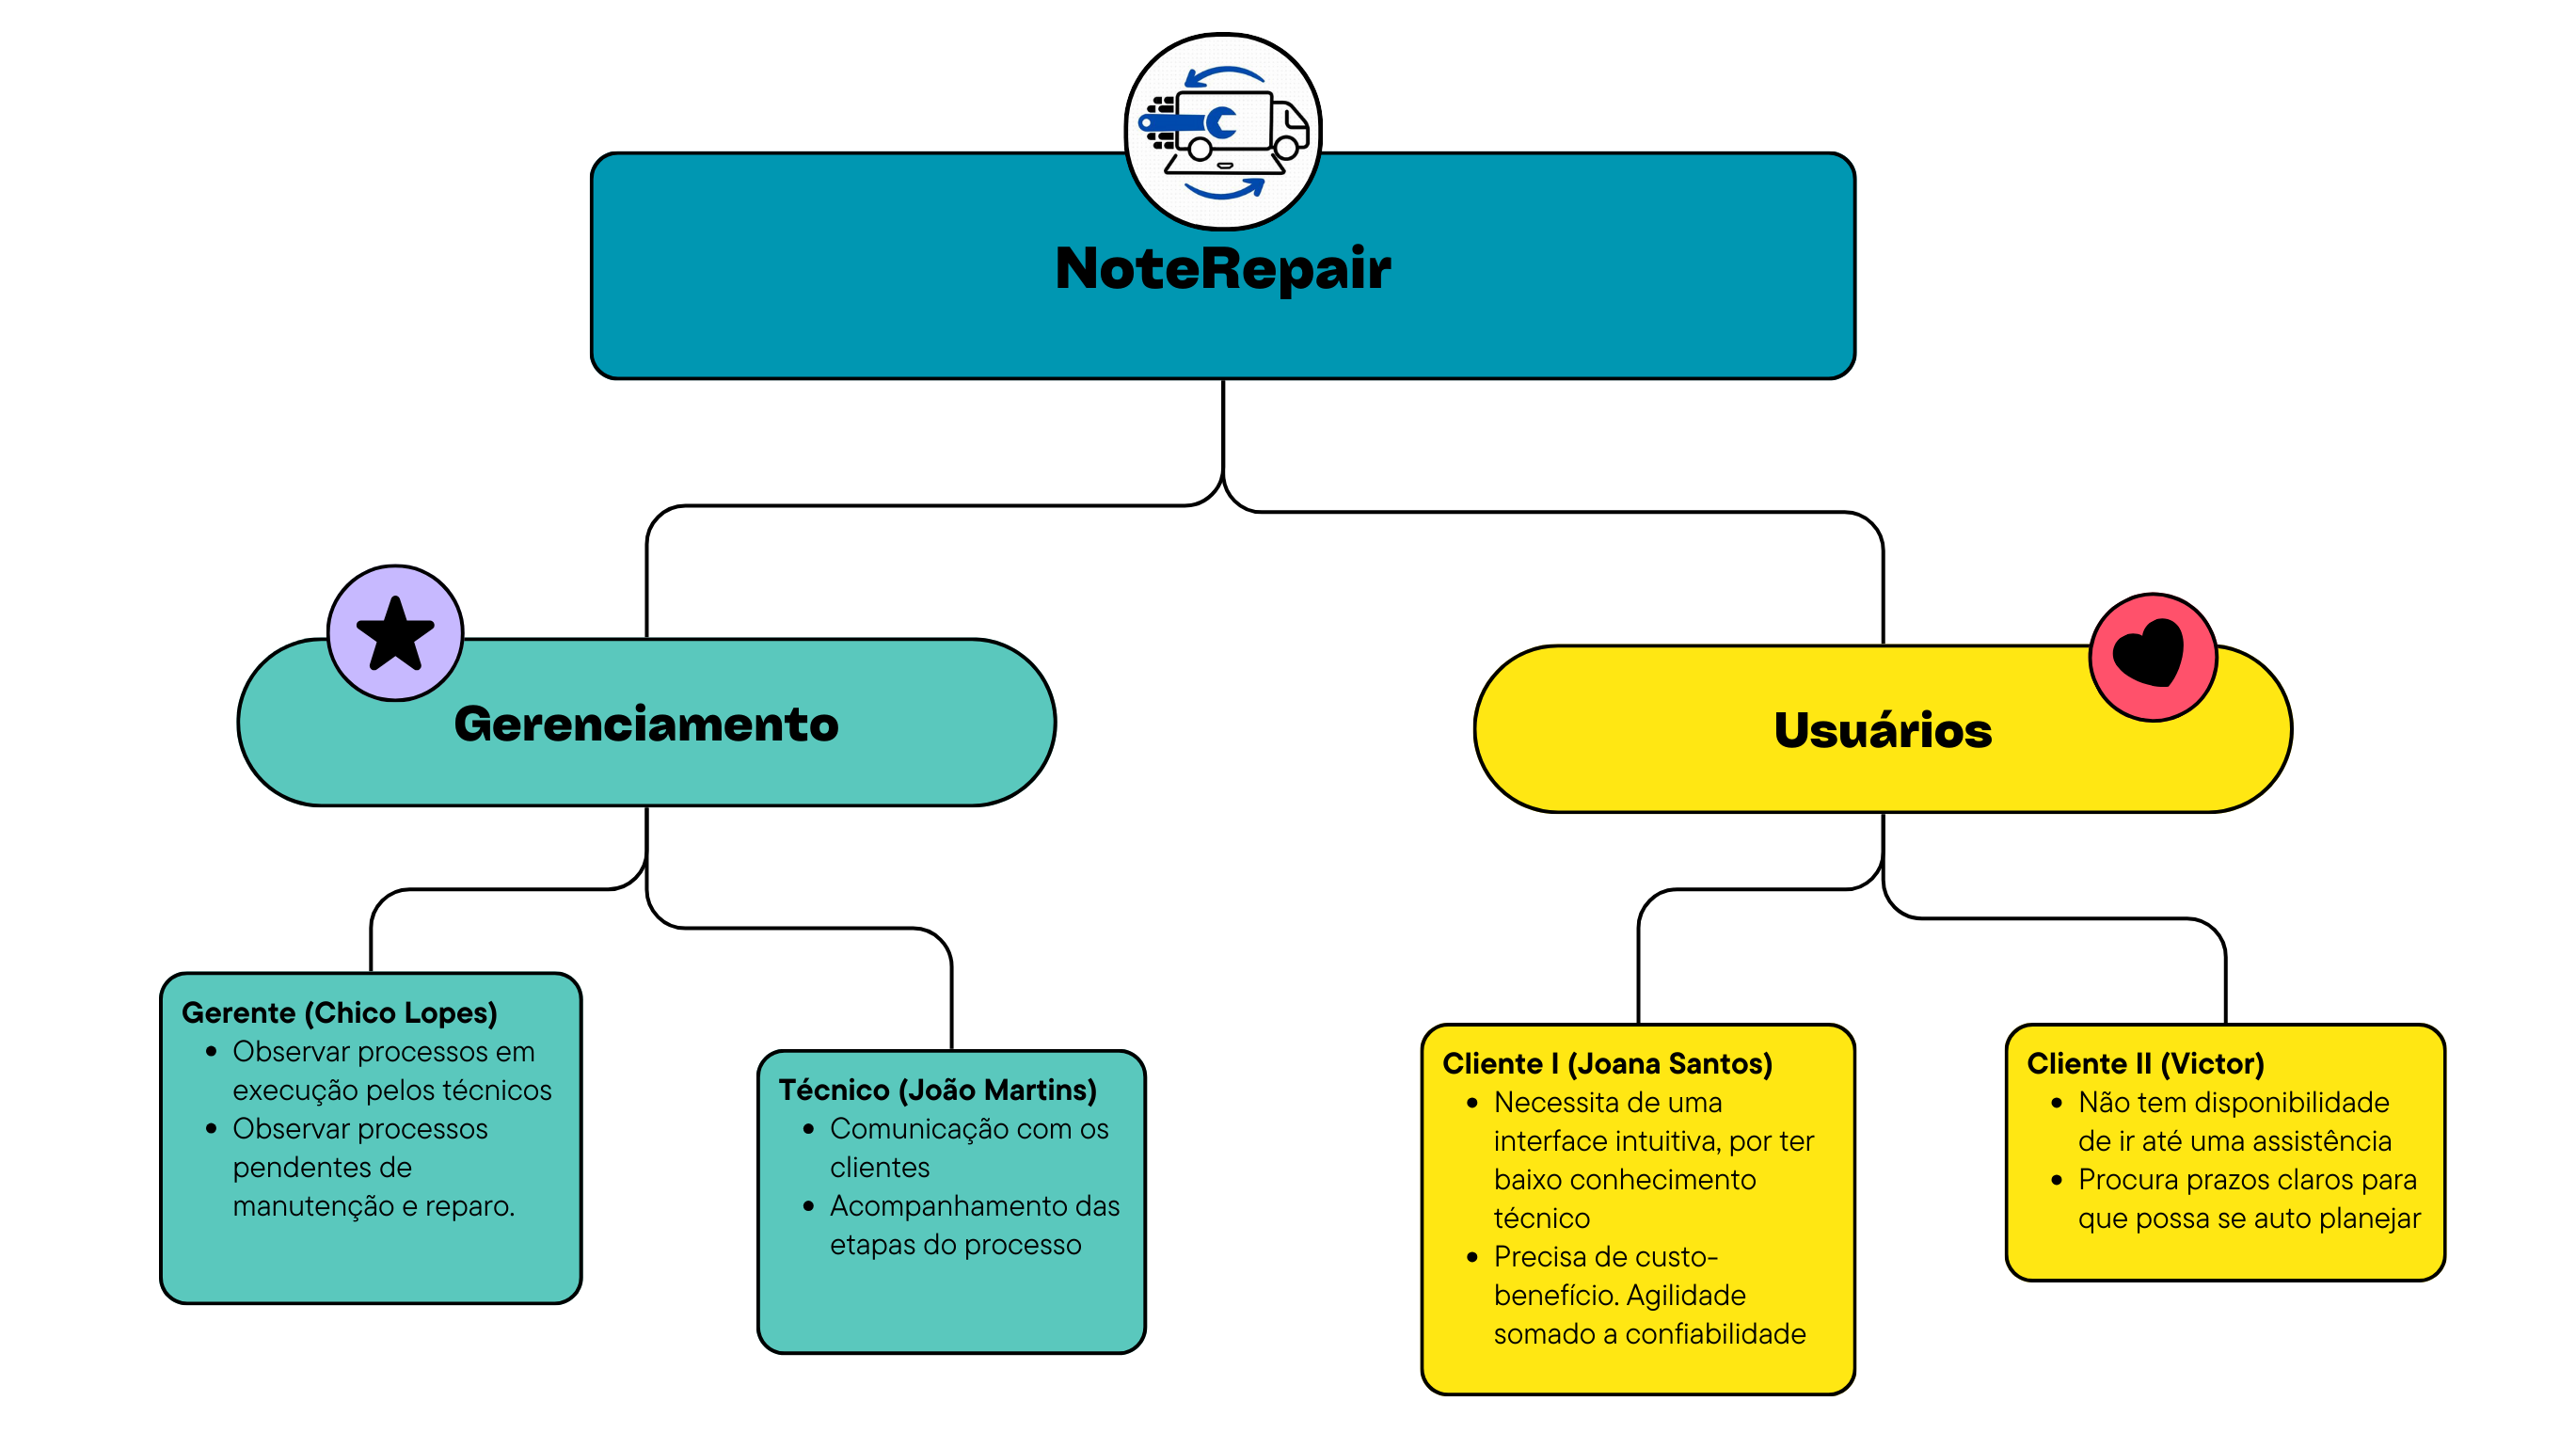 NoteRepair
Gerenciamento
Usuários
Gerente (Chico Lopes)
• Observar processos em
execução pelos técnicos
• Observar processos
pendentes de
manutenção e reparo.
Técnico (João Martins)
• Comunicação com os
clientes
• Acompanhamento das
etapas do processo
Cliente I (Joana Santos)
• Necessita de uma
interface intuitiva, por ter
baixo conhecimento
técnico
• Precisa de custo-
benefício. Agilidade
somado a confiabilidade
Cliente II (Victor)
• Não tem disponibilidade
de ir até uma assistência
• Procura prazos claros para
que possa se auto planejar